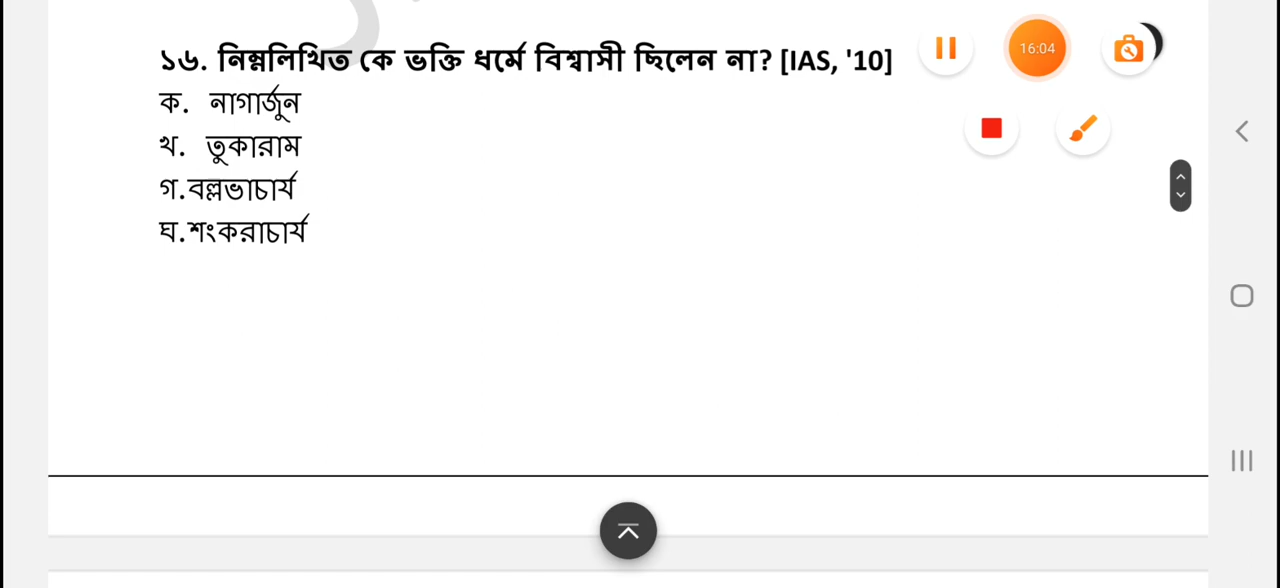 ১৬. নিম্নলিখিত কে ভক্তি ধর্মে বিশ্বাসী ছিলেন না? [IAS, '10]
16:04
ক. নাগার্জুন
খ. তুকারাম
গ.বল্লভাচার্য
ঘ.শংকরাচার্য